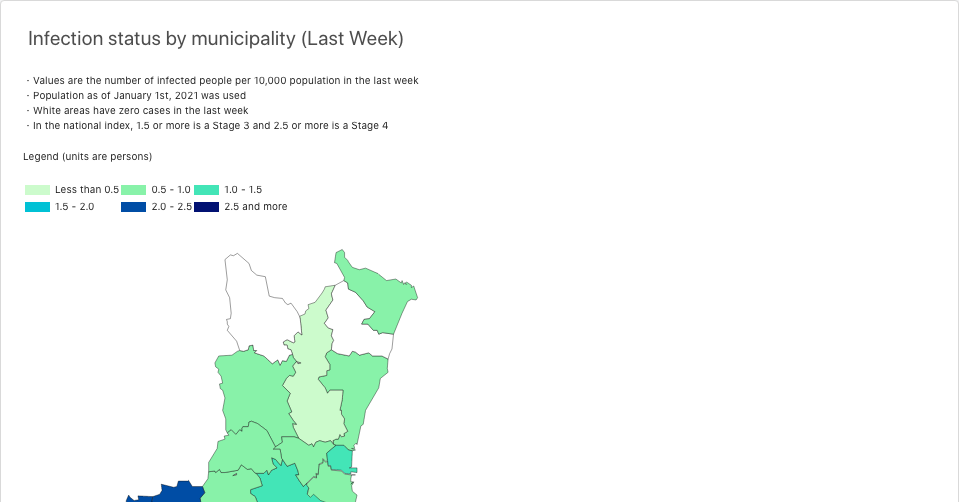 Infection status by municipality (Last Week)
· Values are the number of infected people per 10,000 population in the last week
· Population as of January 1st, 2021 was used
· White areas have zero cases in the last week
· In the national index, 1.5 or more is a Stage 3 and 2.5 or more is a Stage 4
Legend (units are persons)
Less than 0.5 0.5 - 1.0 1.0 - 1.5
1.5 - 2.0 2.0 - 2.5 2.5 and more